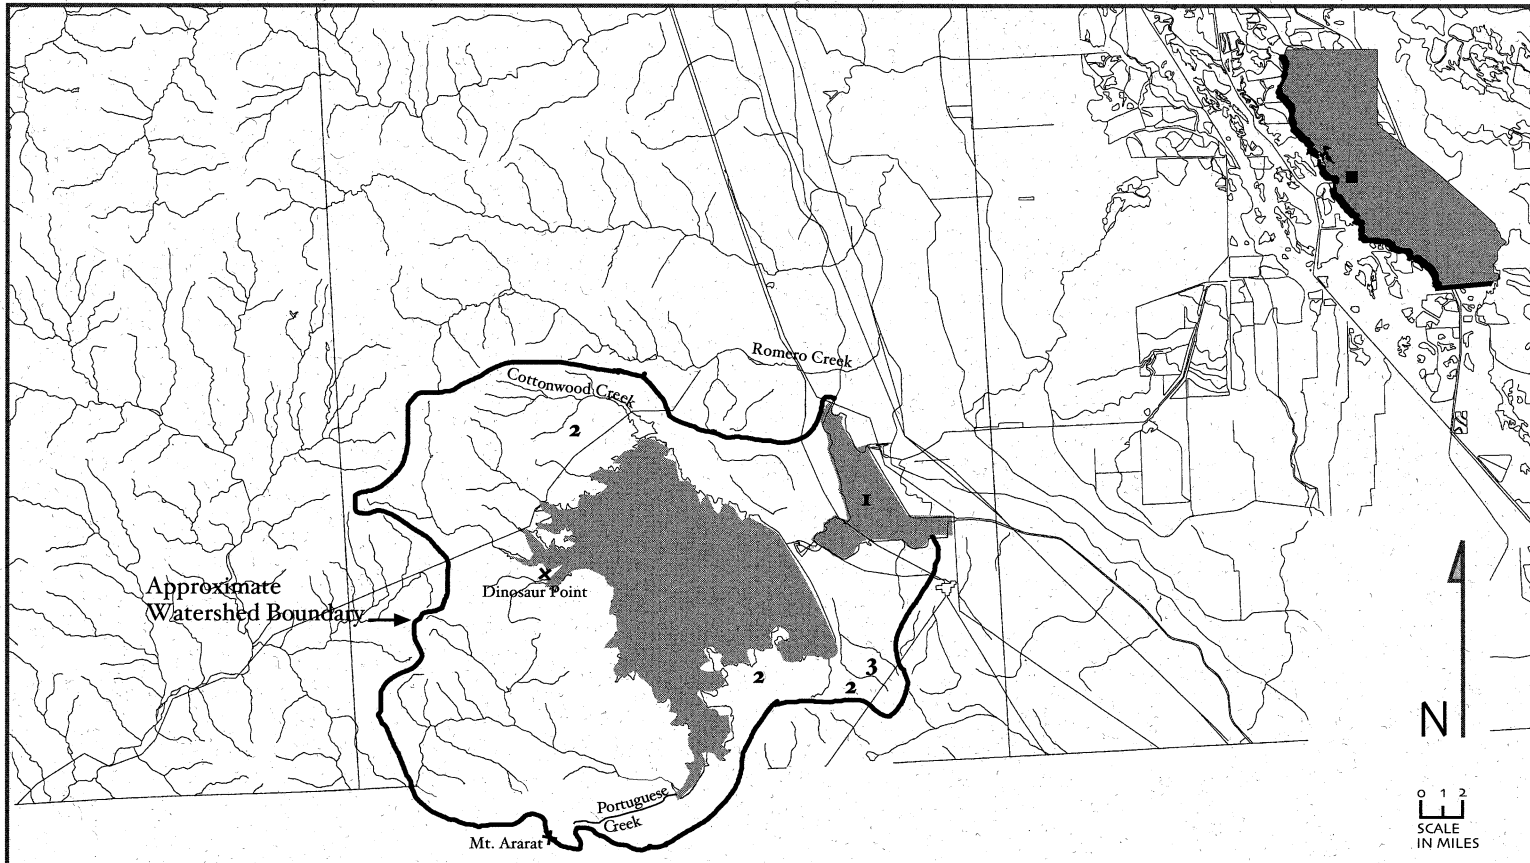 Romero Creek
Cottonwood Creek
2
1
Dinosaur Point
Approximate
Watershed Boundary
3
2
2
N
Portuguese
Creek
Mt. Ararat
0 1 2
SCALE
IN MILES